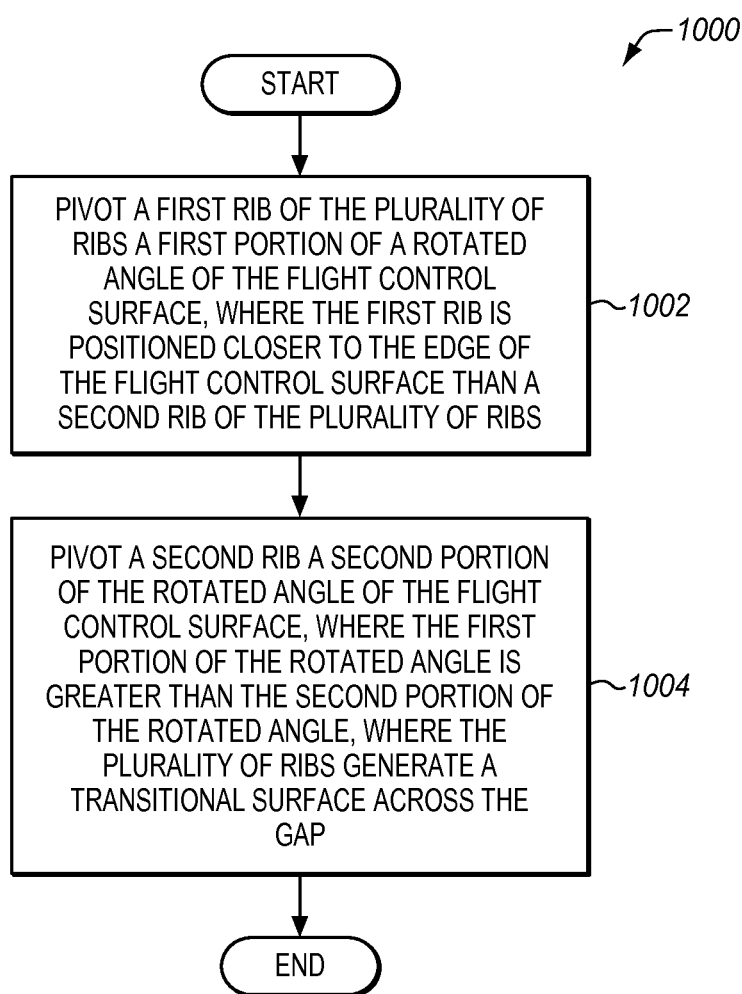 1000
START
PIVOT A FIRST RIB OF THE PLURALITY OF
RIBS A FIRST PORTION OF A ROTATED
ANGLE OF THE FLIGHT CONTROL
SURFACE, WHERE THE FIRST RIB IS
POSITIONED CLOSER TO THE EDGE OF
THE FLIGHT CONTROL SURFACE THAN A
SECOND RIB OF THE PLURALITY OF RIBS
1002
PIVOT A SECOND RIB A SECOND PORTION
OF THE ROTATED ANGLE OF THE FLIGHT
CONTROL SURFACE, WHERE THE FIRST
PORTION OF THE ROTATED ANGLE IS
GREATER THAN THE SECOND PORTION OF
THE ROTATED ANGLE, WHERE THE
PLURALITY OF RIBS GENERATE A
TRANSITIONAL SURFACE ACROSS THE
GAP
1004
END